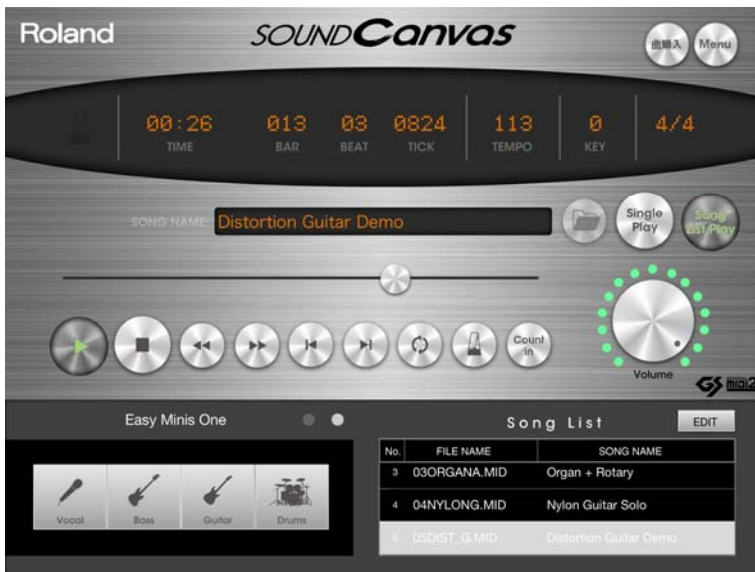 Roland
SOUND Canvas
曲購入
Menu
00:26 013 03 0824 113 0 4/4
TIME BAR BEAT TICK TEMPO KEY
SONG NAME: Distortion Guitar Demo
Single
Play
Song
List Play
Count
in
Volume
GS midi2
Easy Minis One
Song List
EDIT
No. FILE NAME SONG NAME
3 03ORGANA.MID Organ + Rotary
4 04NYLONG.MID Nylon Guitar Solo
5 05DIST_G.MID Distortion Guitar Demo
Vocal Bass Guitar Drums